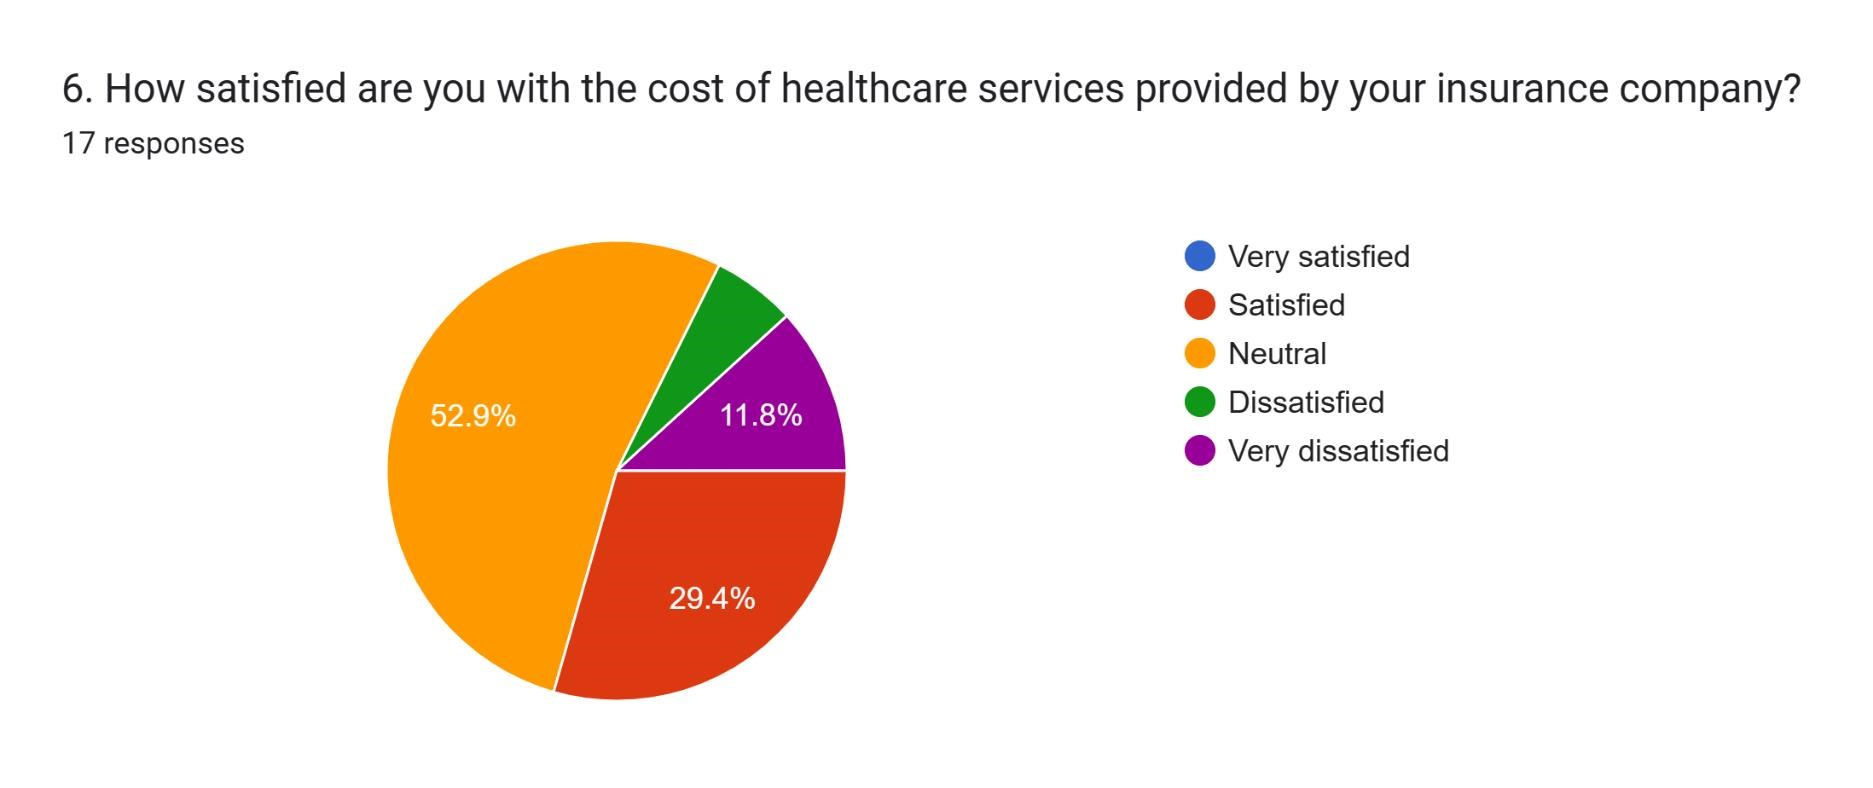 6. How satisfied are you with the cost of healthcare services provided by your insurance company?
17 responses
52.9%
11.8%
29.4%
Very satisfied
Satisfied
Neutral
Dissatisfied
Very dissatisfied